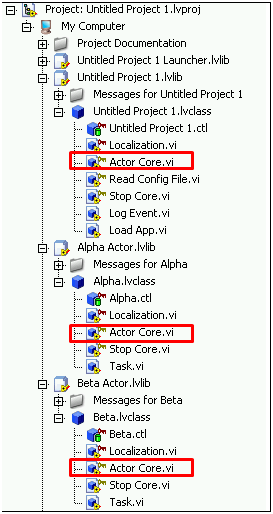 Project: Untitled Project 1.lvproj
My Computer
Project Documentation
Untitled Project 1 Launcher.lvlib
Untitled Project 1.lvlib
Messages for Untitled Project 1
Untitled Project 1.lvclass
Untitled Project 1.ctl
Localization.vi
Actor Core.vi
Read Config File.vi
Stop Core.vi
Log Event.vi
Load App.vi
Alpha Actor.lvlib
Messages for Alpha
Alpha.lvclass
Alpha.ctl
Localization.vi
Actor Core.vi
Stop Core.vi
Task.vi
Beta Actor.lvlib
Messages for Beta
Beta.lvclass
Beta.ctl
Localization.vi
Actor Core.vi
Stop Core.vi
Task.vi